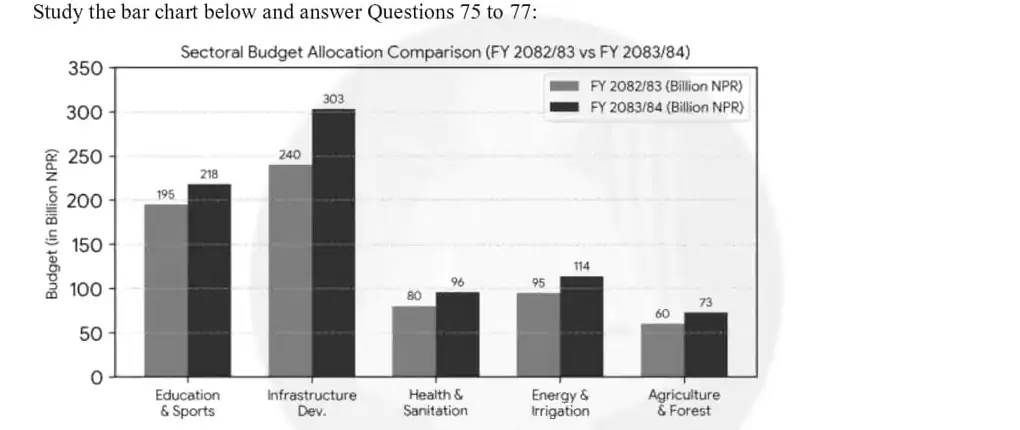 Study the bar chart below and answer Questions 75 to 77:
Sectoral Budget Allocation Comparison (FY 2082/83 vs FY 2083/84)
350
300
250
200
150
100
50
0
Budget (in Billion NPR)
FY 2082/83 (Billion NPR)
FY 2083/84 (Billion NPR)
195
218
240
303
80
96
95
114
60
73
Education
& Sports
Infrastructure
Dev.
Health &
Sanitation
Energy &
Irrigation
Agriculture
& Forest